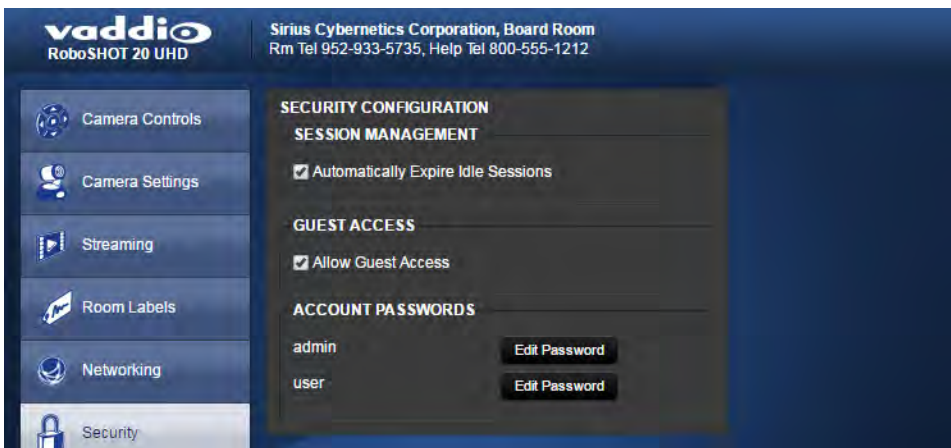 vaddio
RoboSHOT 20 UHD
Sirius Cybernetics Corporation, Board Room
Rm Tel 952-933-5735, Help Tel 800-555-1212
Camera Controls
Camera Settings
Streaming
Room Labels
Networking
Security
SECURITY CONFIGURATION
SESSION MANAGEMENT
Automatically Expire Idle Sessions
GUEST ACCESS
Allow Guest Access
ACCOUNT PASSWORDS
admin Edit Password
user Edit Password